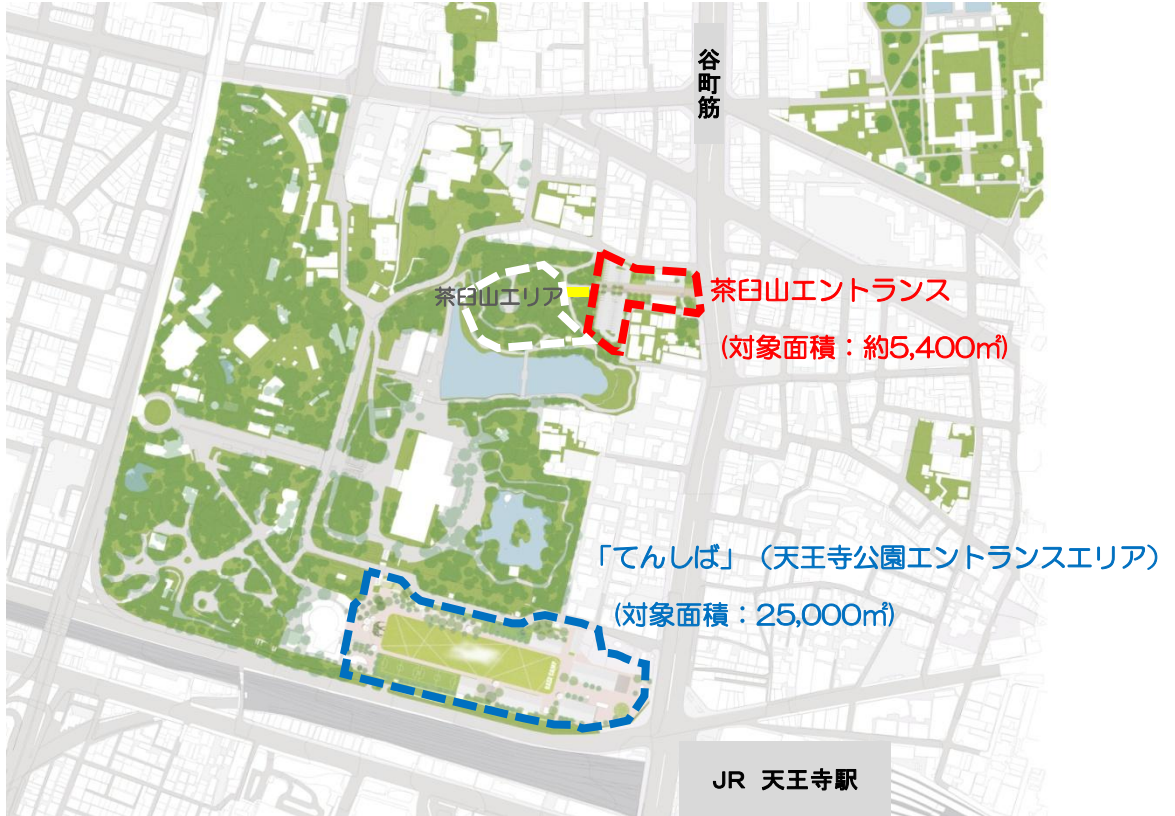 谷町筋
茶臼山エリア
茶臼山エントランス
(対象面積：約5,400㎡)
「てんしば」（天王寺公園エントランスエリア）
(対象面積：25,000㎡)
JR 天王寺駅